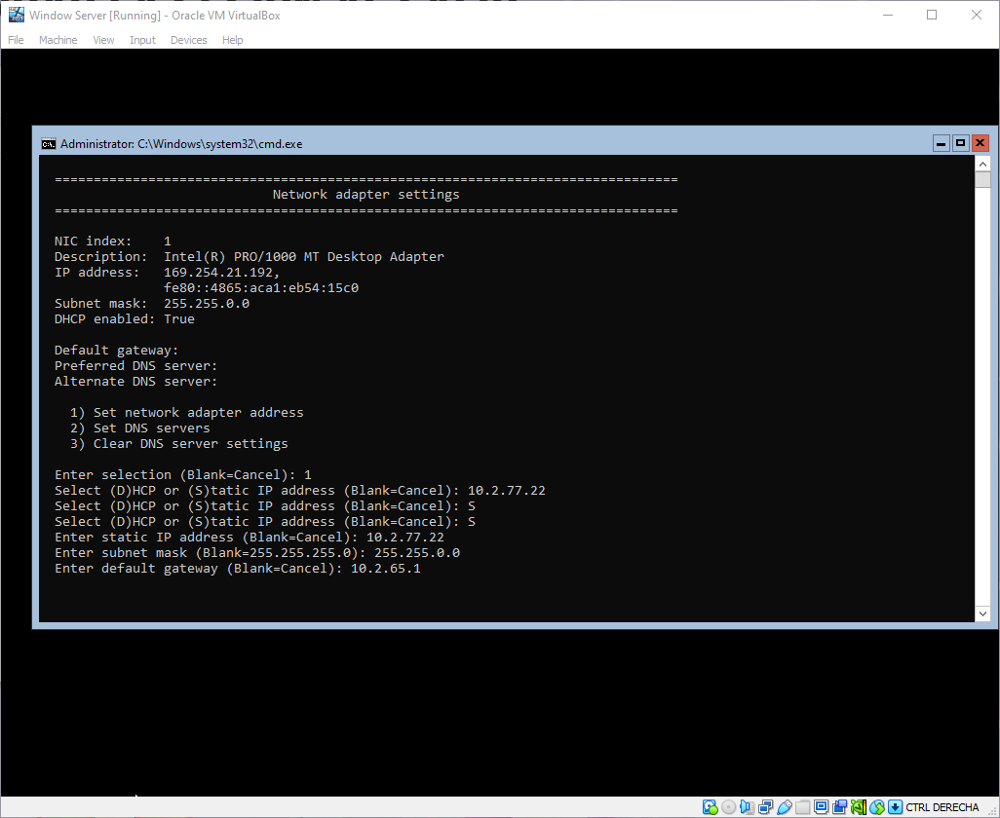 Window Server [Running] - Oracle VM VirtualBox
File Machine View Input Devices Help
Administrator: C:\Windows\system32\cmd.exe
================================================================================
Network adapter settings
================================================================================
NIC index: 1
Description: Intel(R) PRO/1000 MT Desktop Adapter
IP address: 169.254.21.192,
fe80::4865:aca1:eb54:15c0
Subnet mask: 255.255.0.0
DHCP enabled: True
Default gateway:
Preferred DNS server:
Alternate DNS server:
1) Set network adapter address
2) Set DNS servers
3) Clear DNS server settings
Enter selection (Blank=Cancel): 1
Select (D)HCP or (S)tatic IP address (Blank=Cancel): 10.2.77.22
Select (D)HCP or (S)tatic IP address (Blank=Cancel): S
Select (D)HCP or (S)tatic IP address (Blank=Cancel): S
Enter static IP address (Blank=Cancel): 10.2.77.22
Enter subnet mask (Blank=255.255.255.0): 255.255.0.0
Enter default gateway (Blank=Cancel): 10.2.65.1
CTRL DERECHA